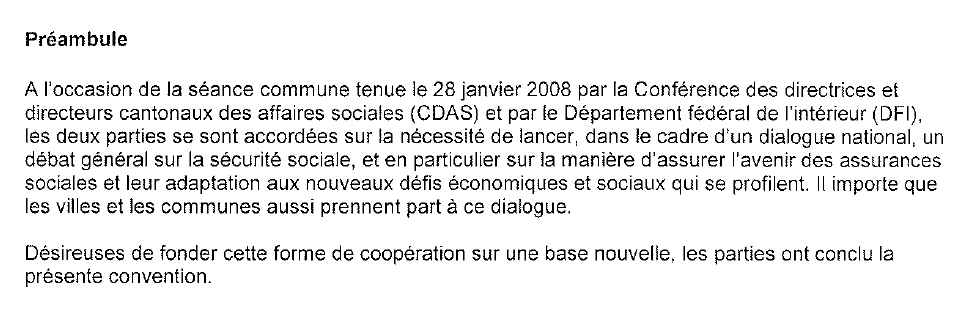 Préambule
A l'occasion de la séance commune tenue le 28 janvier 2008 par la Conférence des directrices et
directeurs cantonaux des affaires sociales (CDAS) et par le Département fédéral de l'intérieur (DFI),
les deux parties se sont accordées sur la nécessité de lancer, dans le cadre d'un dialogue national, un
débat général sur la sécurité sociale, et en particulier sur la manière d'assurer l'avenir des assurances
sociales et leur adaptation aux nouveaux défis économiques et sociaux qui se profilent. Il importe que
les villes et les communes aussi prennent part à ce dialogue.
Désireuses de fonder cette forme de coopération sur une base nouvelle, les parties ont conclu la
présente convention.